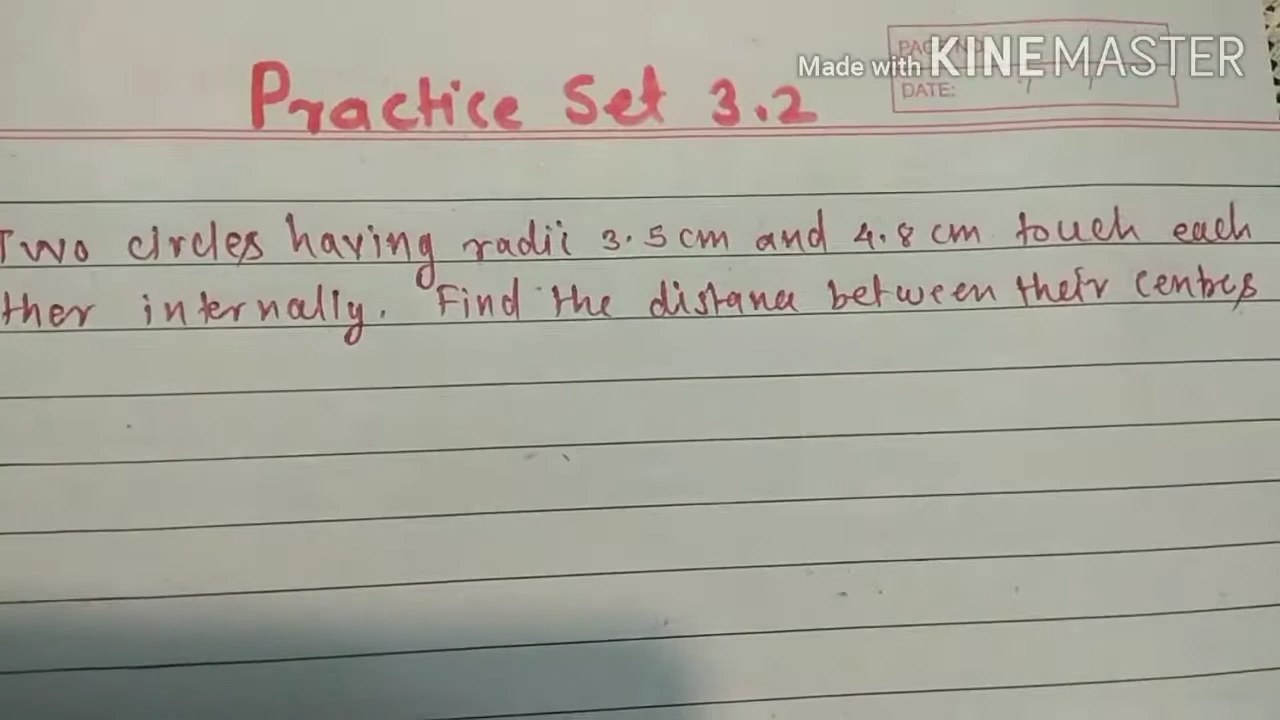 Made with KINEMASTER
DATE:
Practice Set 3.2
Two circles having radii 3.5 cm and 4.8 cm touch each
ther internally. Find the distance between their centres